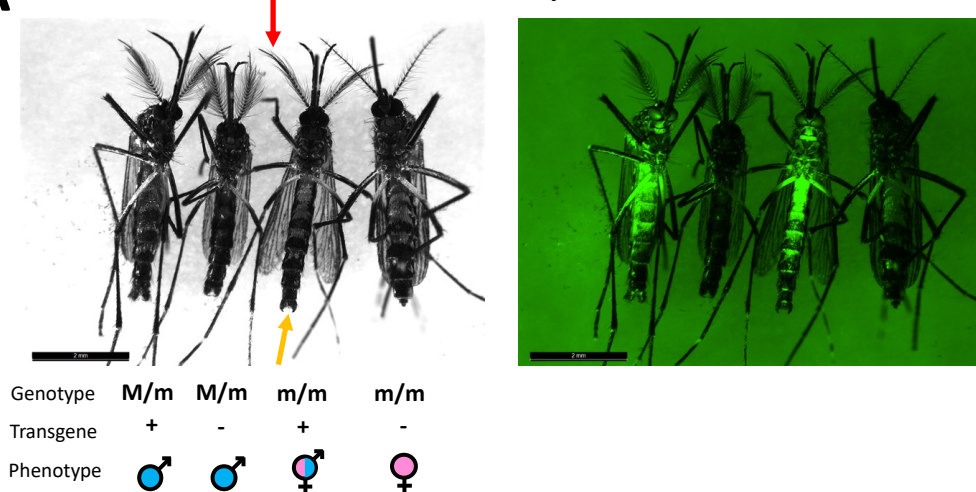 2 mm
2 mm
Genotype M/m M/m m/m m/m
Transgene + - + -
Phenotype